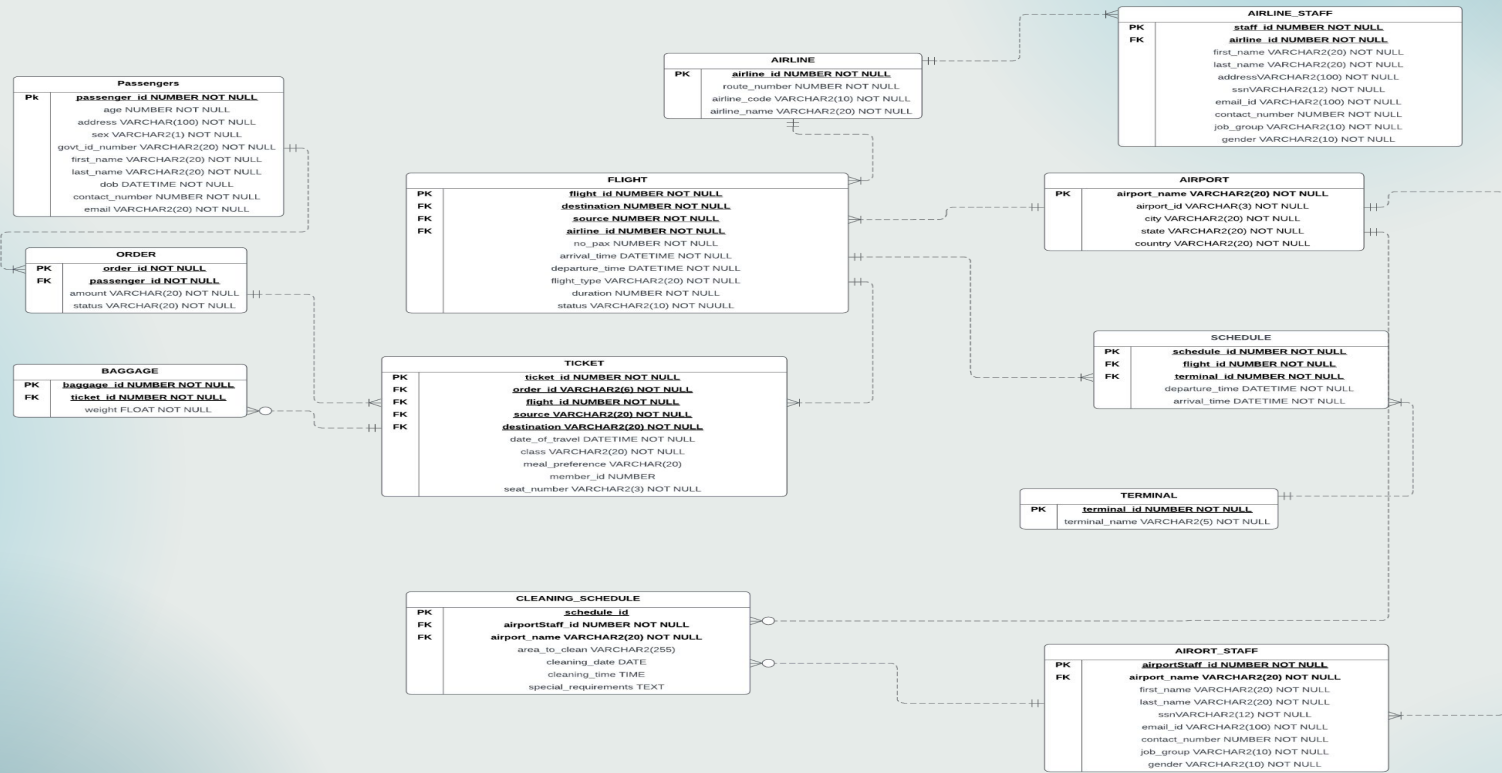 AIRLINE_STAFF
PK staff_id NUMBER NOT NULL
FK airline_id NUMBER NOT NULL
first_name VARCHAR2(20) NOT NULL
last_name VARCHAR2(20) NOT NULL
addressVARCHAR2(100) NOT NULL
ssnVARCHAR2(12) NOT NULL
email_id VARCHAR2(100) NOT NULL
contact_number NUMBER NOT NULL
job_group VARCHAR2(10) NOT NULL
gender VARCHAR2(10) NOT NULL
AIRLINE
PK airline_id NUMBER NOT NULL
route_number NUMBER NOT NULL
airline_code VARCHAR2(10) NOT NULL
airline_name VARCHAR2(20) NOT NULL
Passengers
Pk passenger_id NUMBER NOT NULL
age NUMBER NOT NULL
address VARCHAR(100) NOT NULL
sex VARCHAR2(1) NOT NULL
govt_id_number VARCHAR2(20) NOT NULL
first_name VARCHAR2(20) NOT NULL
last_name VARCHAR2(20) NOT NULL
dob DATETIME NOT NULL
contact_number NUMBER NOT NULL
email VARCHAR2(20) NOT NULL
FLIGHT
PK flight_id NUMBER NOT NULL
FK destination NUMBER NOT NULL
FK source NUMBER NOT NULL
FK airline_id NUMBER NOT NULL
no_pax NUMBER NOT NULL
arrival_time DATETIME NOT NULL
departure_time DATETIME NOT NULL
flight_type VARCHAR2(20) NOT NULL
duration NUMBER NOT NULL
status VARCHAR2(10) NOT NUULL
AIRPORT
PK airport_name VARCHAR2(20) NOT NULL
airport_id VARCHAR(3) NOT NULL
city VARCHAR2(20) NOT NULL
state VARCHAR2(20) NOT NULL
country VARCHAR2(20) NOT NULL
ORDER
PK order_id NOT NULL
FK passenger_id NOT NULL
amount VARCHAR(20) NOT NULL
status VARCHAR(20) NOT NULL
SCHEDULE
PK schedule_id NUMBER NOT NULL
FK flight_id NUMBER NOT NULL
FK terminal_id NUMBER NOT NULL
departure_time DATETIME NOT NULL
arrival_time DATETIME NOT NULL
BAGGAGE
PK baggage_id NUMBER NOT NULL
FK ticket_id NUMBER NOT NULL
weight FLOAT NOT NULL
TICKET
PK ticket_id NUMBER NOT NULL
FK order_id VARCHAR2(6) NOT NULL
FK flight_id NUMBER NOT NULL
FK source VARCHAR2(20) NOT NULL
FK destination VARCHAR2(20) NOT NULL
date_of_travel DATETIME NOT NULL
class VARCHAR2(20) NOT NULL
meal_preference VARCHAR(20)
member_id NUMBER
seat_number VARCHAR2(3) NOT NULL
TERMINAL
PK terminal_id NUMBER NOT NULL
terminal_name VARCHAR2(5) NOT NULL
CLEANING_SCHEDULE
PK schedule_id
FK airportStaff_id NUMBER NOT NULL
FK airport_name VARCHAR2(20) NOT NULL
area_to_clean VARCHAR2(255)
cleaning_date DATE
cleaning_time TIME
special_requirements TEXT
AIRORT_STAFF
PK airportStaff_id NUMBER NOT NULL
FK airport_name VARCHAR2(20) NOT NULL
first_name VARCHAR2(20) NOT NULL
last_name VARCHAR2(20) NOT NULL
ssnVARCHAR2(12) NOT NULL
email_id VARCHAR2(100) NOT NULL
contact_number NUMBER NOT NULL
job_group VARCHAR2(10) NOT NULL
gender VARCHAR2(10) NOT NULL